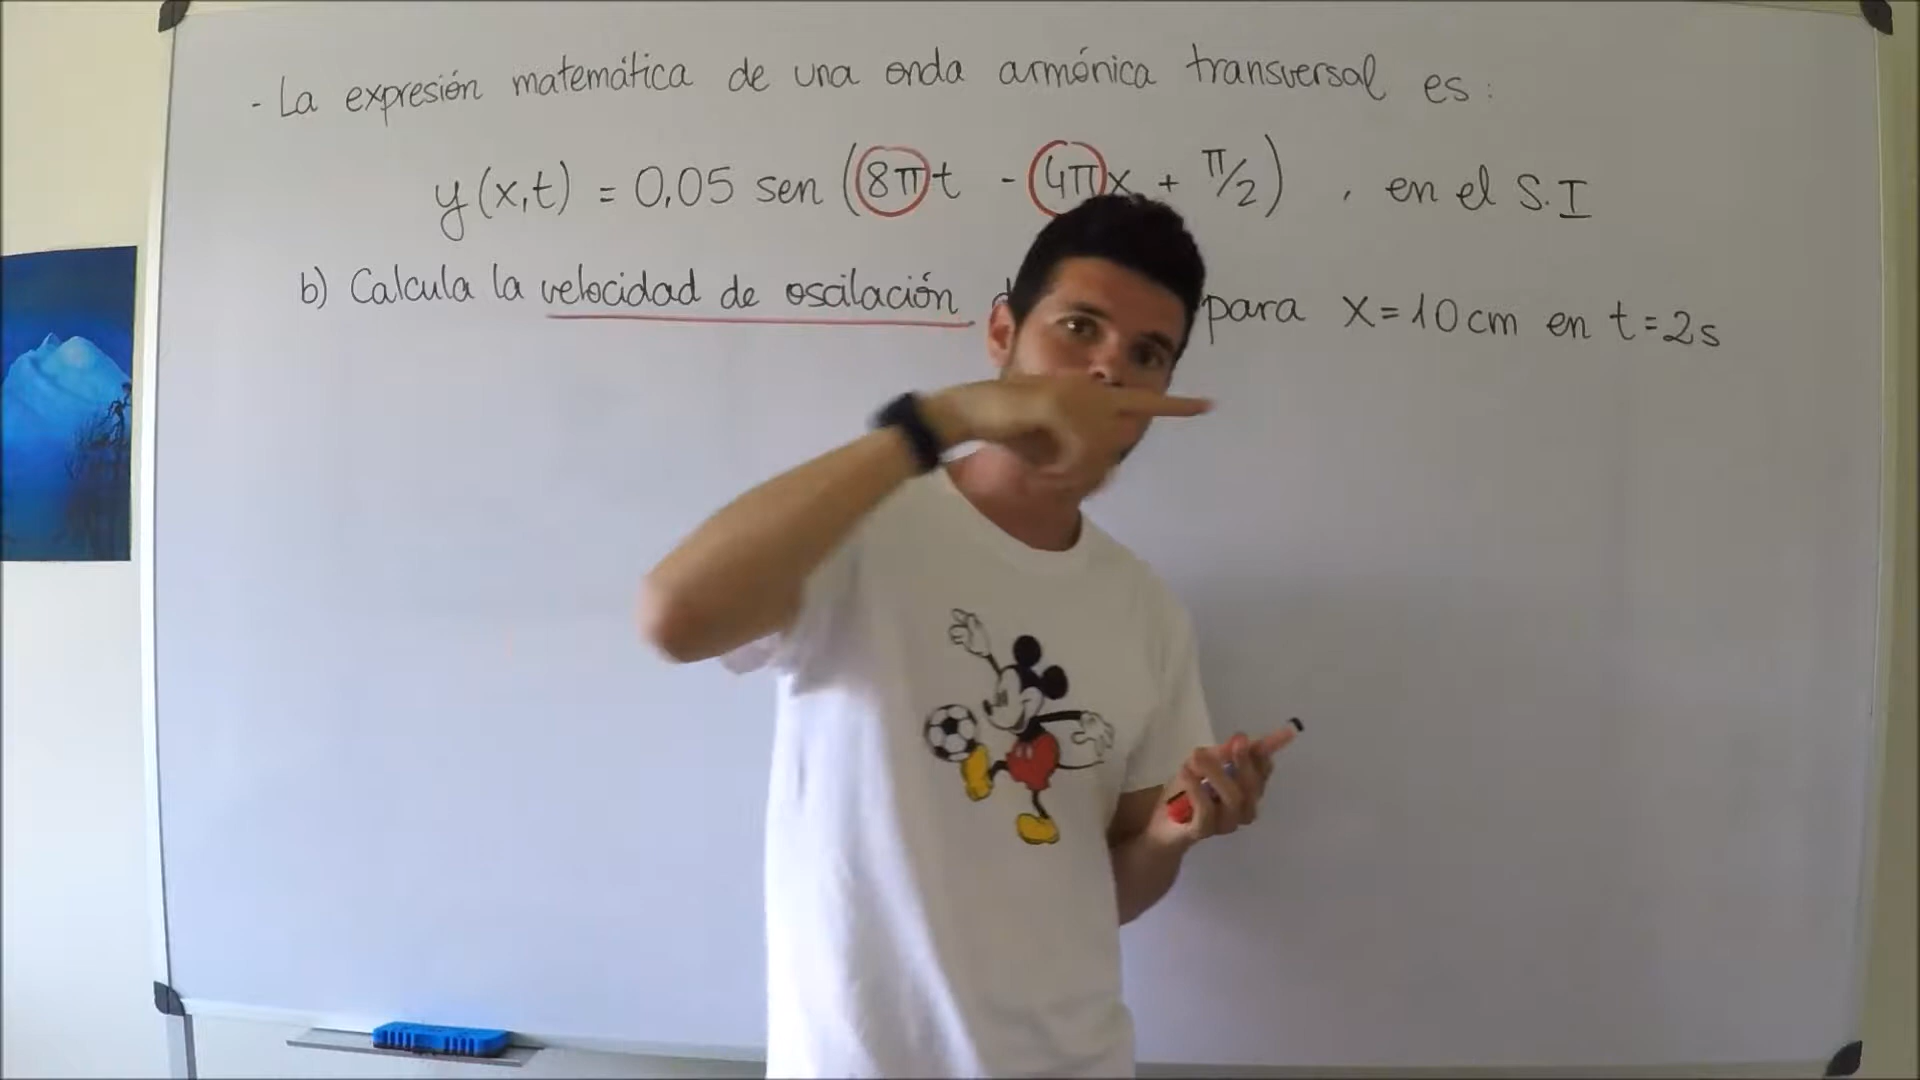 - La expresión matemática de una onda armónica transversal es:
y(x,t) = 0,05 sen (8πt - 4πx + π/2) , en el S.I
b) Calcula la velocidad de oscilación para x=10cm en t=2s